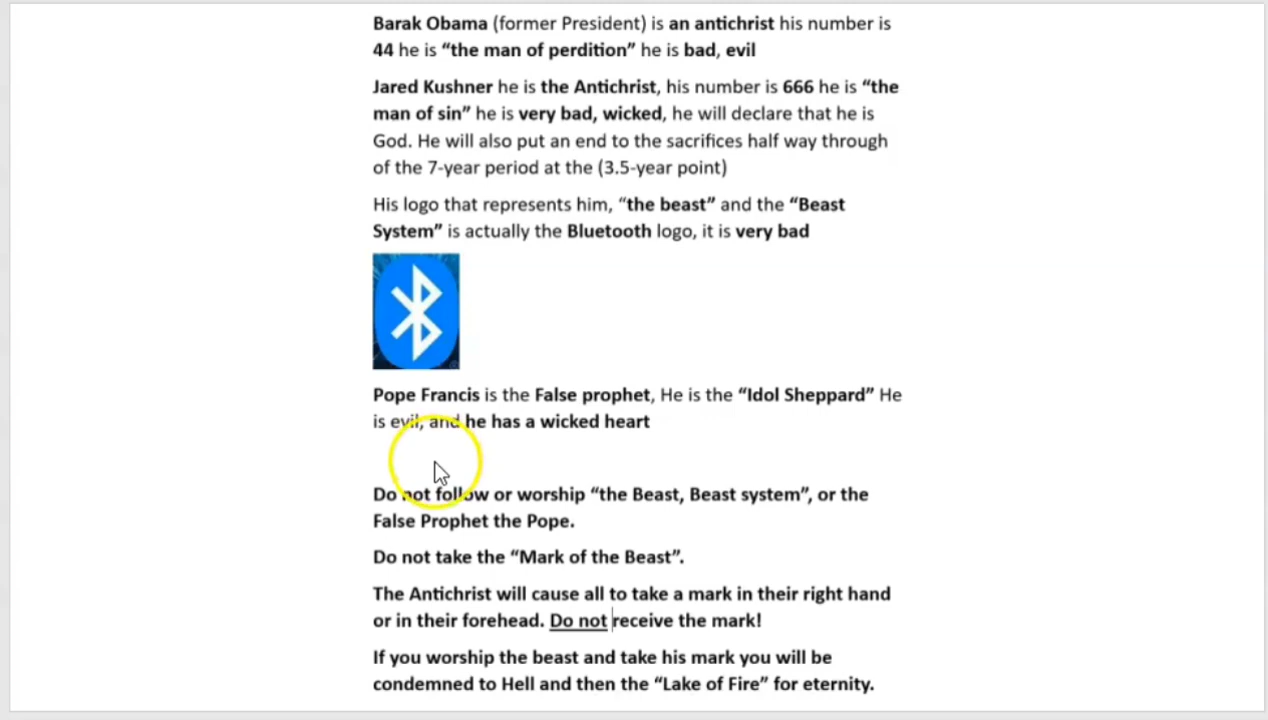 Barak Obama (former President) is an antichrist his number is
44 he is “the man of perdition” he is bad, evil
Jared Kushner he is the Antichrist, his number is 666 he is “the
man of sin” he is very bad, wicked, he will declare that he is
God. He will also put an end to the sacrifices half way through
of the 7-year period at the (3.5-year point)
His logo that represents him, “the beast” and the “Beast
System” is actually the Bluetooth logo, it is very bad
Pope Francis is the False prophet, He is the “Idol Sheppard” He
is evil, and he has a wicked heart
Do not follow or worship “the Beast, Beast system”, or the
False Prophet the Pope.
Do not take the “Mark of the Beast”.
The Antichrist will cause all to take a mark in their right hand
or in their forehead. Do not receive the mark!
If you worship the beast and take his mark you will be
condemned to Hell and then the “Lake of Fire” for eternity.